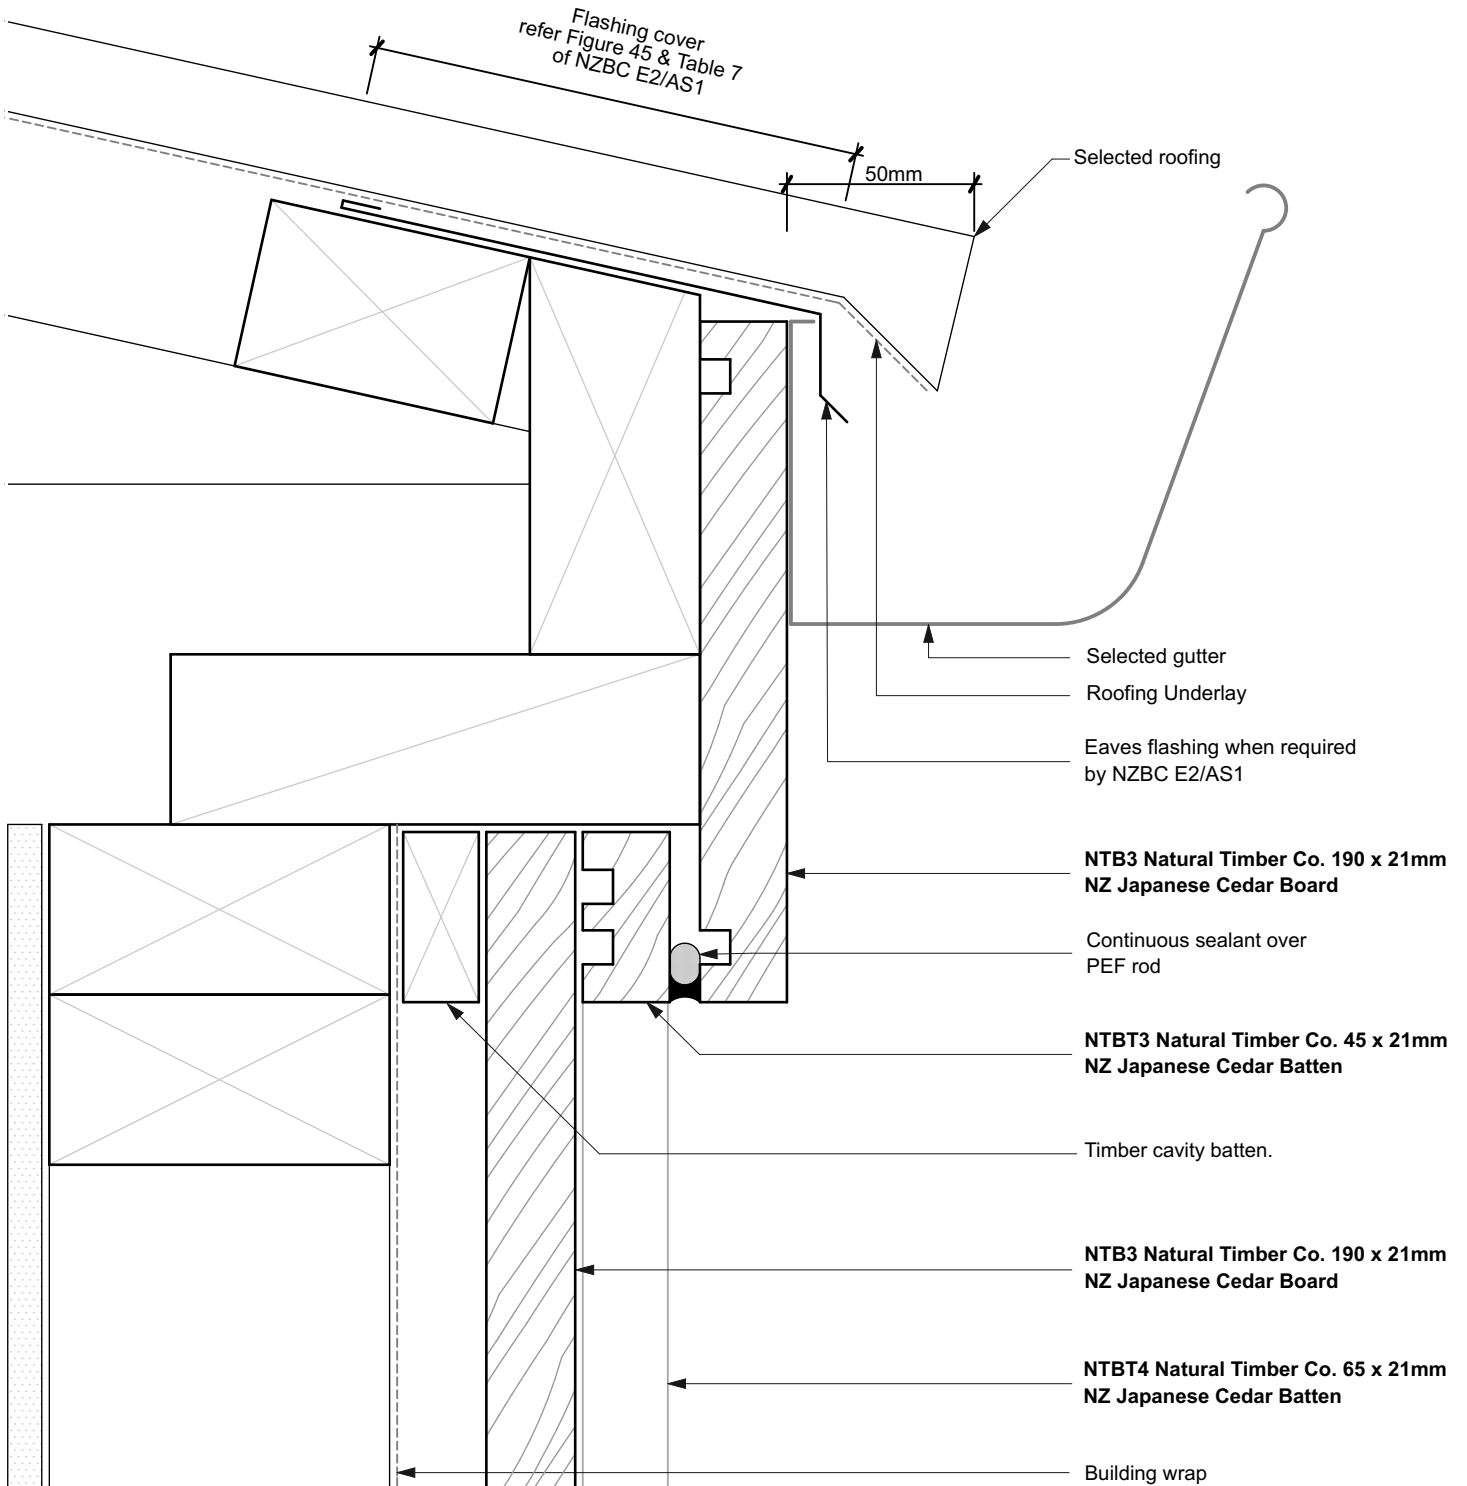 Flashing cover
refer Figure 45 & Table 7
of NZBC E2/AS1
Selected roofing
50mm
Selected gutter
Roofing Underlay
Eaves flashing when required
by NZBC E2/AS1
NTB3 Natural Timber Co. 190 x 21mm
NZ Japanese Cedar Board
Continuous sealant over
PEF rod
NTBT3 Natural Timber Co. 45 x 21mm
NZ Japanese Cedar Batten
Timber cavity batten.
NTB3 Natural Timber Co. 190 x 21mm
NZ Japanese Cedar Board
NTBT4 Natural Timber Co. 65 x 21mm
NZ Japanese Cedar Batten
Building wrap